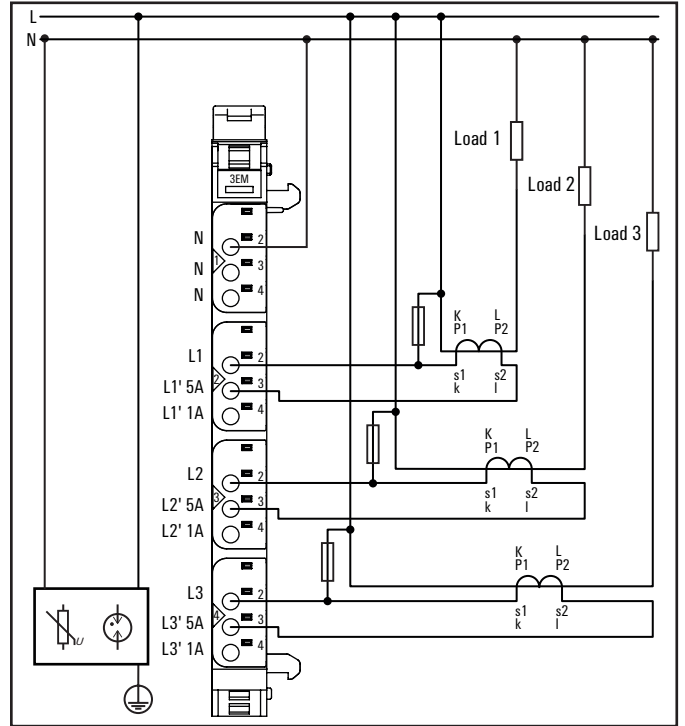 L
N
Load 1
Load 2
Load 3
3EM
N
2
1
N
3
N
4
K L
P1 P2
L1
2
s1 s2
k l
2
L1' 5A
3
L1' 1A
4
K L
P1 P2
L2
2
s1 s2
k l
3
L2' 5A
3
L2' 1A
4
K L
P1 P2
L3
2
s1 s2
k l
4
L3' 5A
3
L3' 1A
4
U